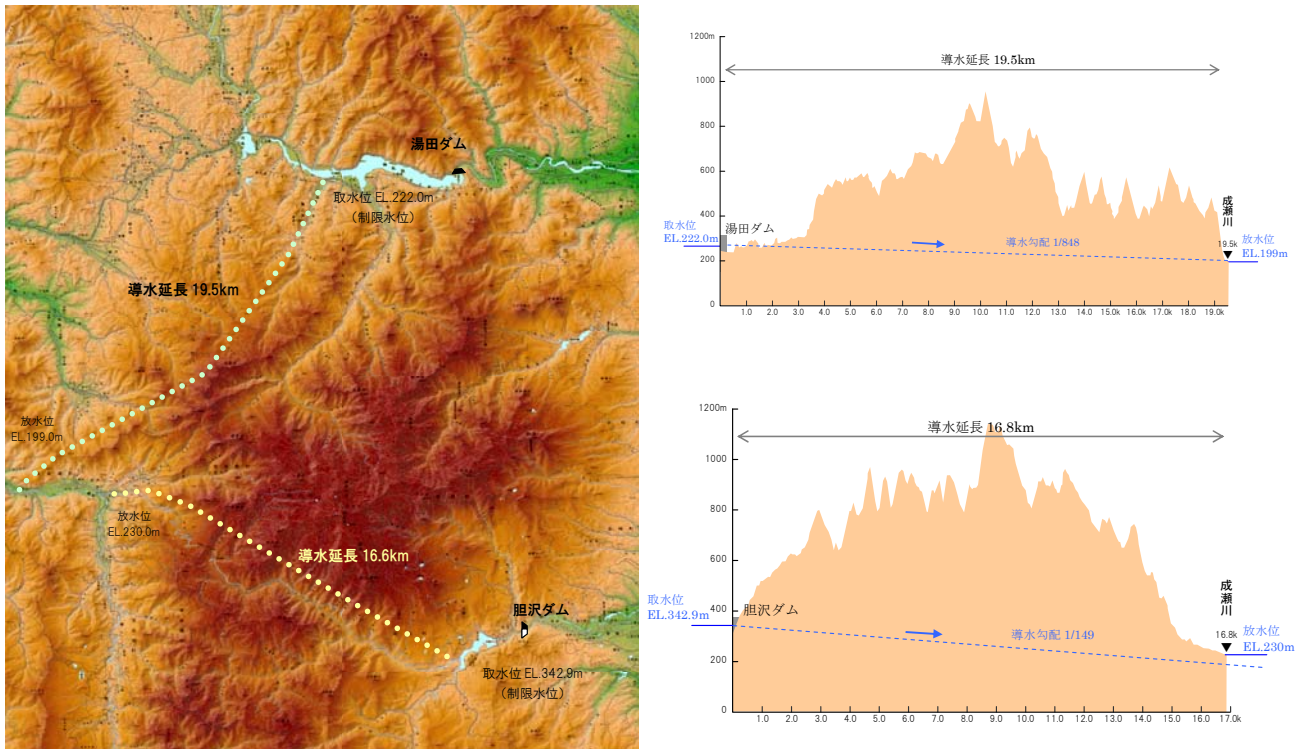 湯田ダム
取水位 EL.222.0m
（制限水位）
導水延長 19.5km
放水位
EL.199.0m
放水位
EL.230.0m
導水延長 16.6km
胆沢ダム
取水位 EL.342.9m
（制限水位）
1200m
1000
800
600
400
200
0
導水延長 19.5km
取水位
EL.222.0m
湯田ダム
導水勾配 1/848
成瀬川
19.5k
放水位
EL.199m
1.0 2.0 3.0 4.0 5.0 6.0 7.0 8.0 9.0 10.0 11.0 12.0 13.0 14.0 15.0 16.0 17.0k 18.0 19.0k
1200m
1000
800
600
400
200
0
導水延長 16.8km
取水位
EL.342.9m
胆沢ダム
導水勾配 1/149
成瀬川
16.8k
放水位
EL.230m
1.0 2.0 3.0 4.0 5.0 6.0 7.0 8.0 9.0 10.0 11.0 12.0 13.0 14.0 15.0 16.0 17.0k